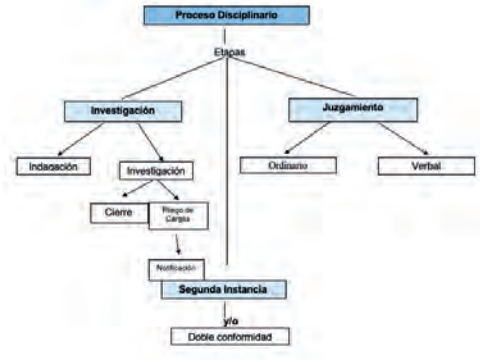 Proceso Disciplinario
Etapas
Investigación
Juzgamiento
Indagación
Investigación
Ordinario
Verbal
Cierre
Pliego de
Cargos
Notificación
Segunda Instancia
y/o
Doble conformidad